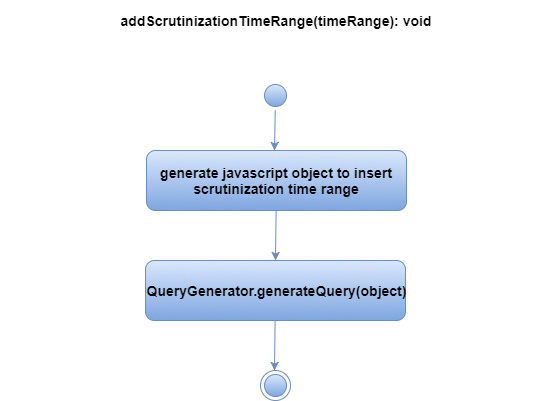 addScrutinizationTimeRange(timeRange): void
generate javascript object to insert
scrutinization time range
QueryGenerator.generateQuery(object)